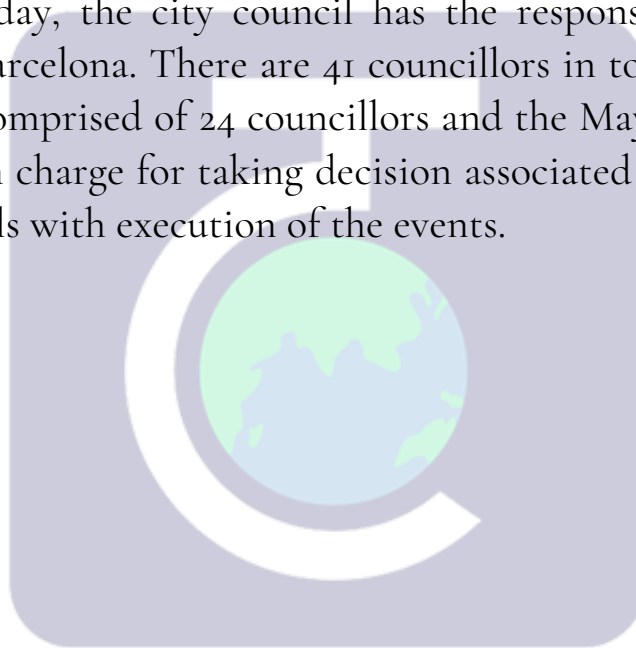 day, the city council has the respons
arcelona. There are 41 councillors in to
omprised of 24 councillors and the May
charge for taking decision associated
ls with execution of the events.